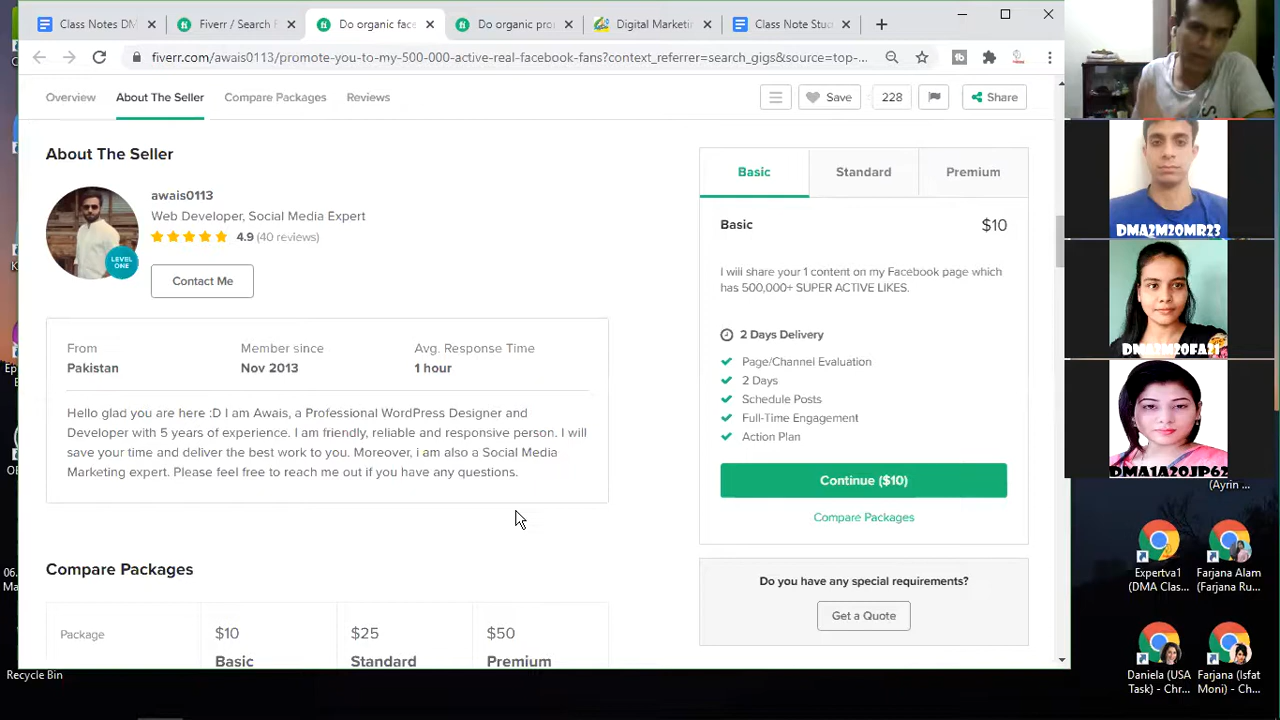 Class Notes DM
Fiverr / Search R
Do organic face
Do organic pro
Digital Marketi
Class Note Stu
fiverr.com/awais0113/promote-you-to-my-500-000-active-real-facebook-fans?context_referrer=search_gigs&source=top-...
Overview
About The Seller
Compare Packages
Reviews
Save
228
Share
About The Seller
awais0113
Web Developer, Social Media Expert
4.9 (40 reviews)
LEVEL
ONE
Contact Me
From
Pakistan
Member since
Nov 2013
Avg. Response Time
1 hour
Hello glad you are here :D I am Awais, a Professional WordPress Designer and
Developer with 5 years of experience. I am friendly, reliable and responsive person. I will
save your time and deliver the best work to you. Moreover, i am also a Social Media
Marketing expert. Please feel free to reach me out if you have any questions.
Compare Packages
Package
$10
Basic
$25
Standard
$50
Premium
Basic
Standard
Premium
Basic
$10
I will share your 1 content on my Facebook page which
has 500,000+ SUPER ACTIVE LIKES.
2 Days Delivery
Page/Channel Evaluation
2 Days
Schedule Posts
Full-Time Engagement
Action Plan
Continue ($10)
Compare Packages
Do you have any special requirements?
Get a Quote
DMA2M20MR23
DMA2M20FA21
DMA1A20JP62
(Ayrin ...
Expertva1
(DMA Clas...
Farjana Alam
(Farjana Ru...
Daniela (USA
Task) - Chr...
Farjana (Isfat
Moni) - Ch...
Recycle Bin